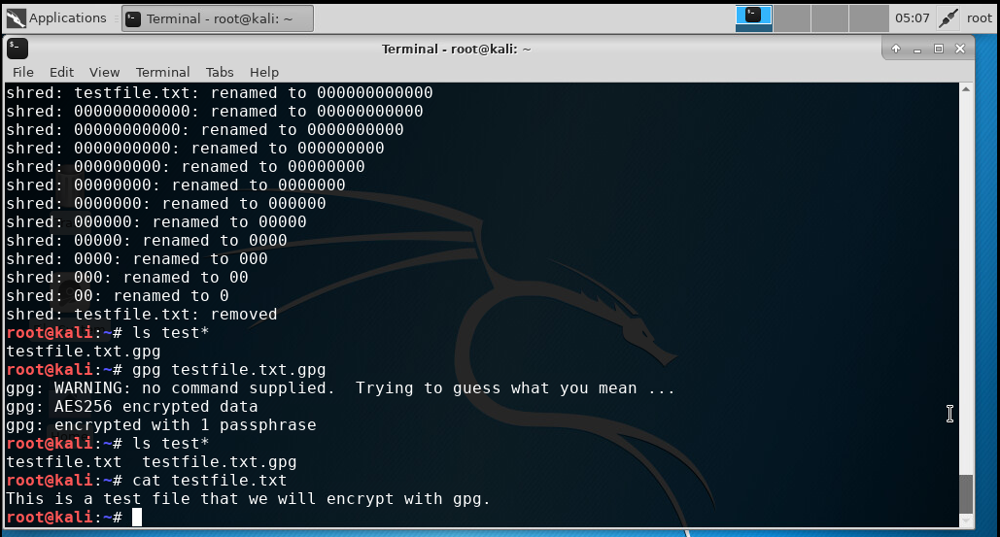 Applications
Terminal - root@kali: ~
05:07
root
Terminal - root@kali: ~
File Edit View Terminal Tabs Help
shred: testfile.txt: renamed to 000000000000
shred: 000000000000: renamed to 00000000000
shred: 00000000000: renamed to 0000000000
shred: 0000000000: renamed to 000000000
shred: 000000000: renamed to 00000000
shred: 00000000: renamed to 0000000
shred: 0000000: renamed to 000000
shred: 000000: renamed to 00000
shred: 00000: renamed to 0000
shred: 0000: renamed to 000
shred: 000: renamed to 00
shred: 00: renamed to 0
shred: testfile.txt: removed
root@kali:~# ls test*
testfile.txt.gpg
root@kali:~# gpg testfile.txt.gpg
gpg: WARNING: no command supplied.  Trying to guess what you mean ...
gpg: AES256 encrypted data
gpg: encrypted with 1 passphrase
root@kali:~# ls test*
testfile.txt  testfile.txt.gpg
root@kali:~# cat testfile.txt
This is a test file that we will encrypt with gpg.
root@kali:~#